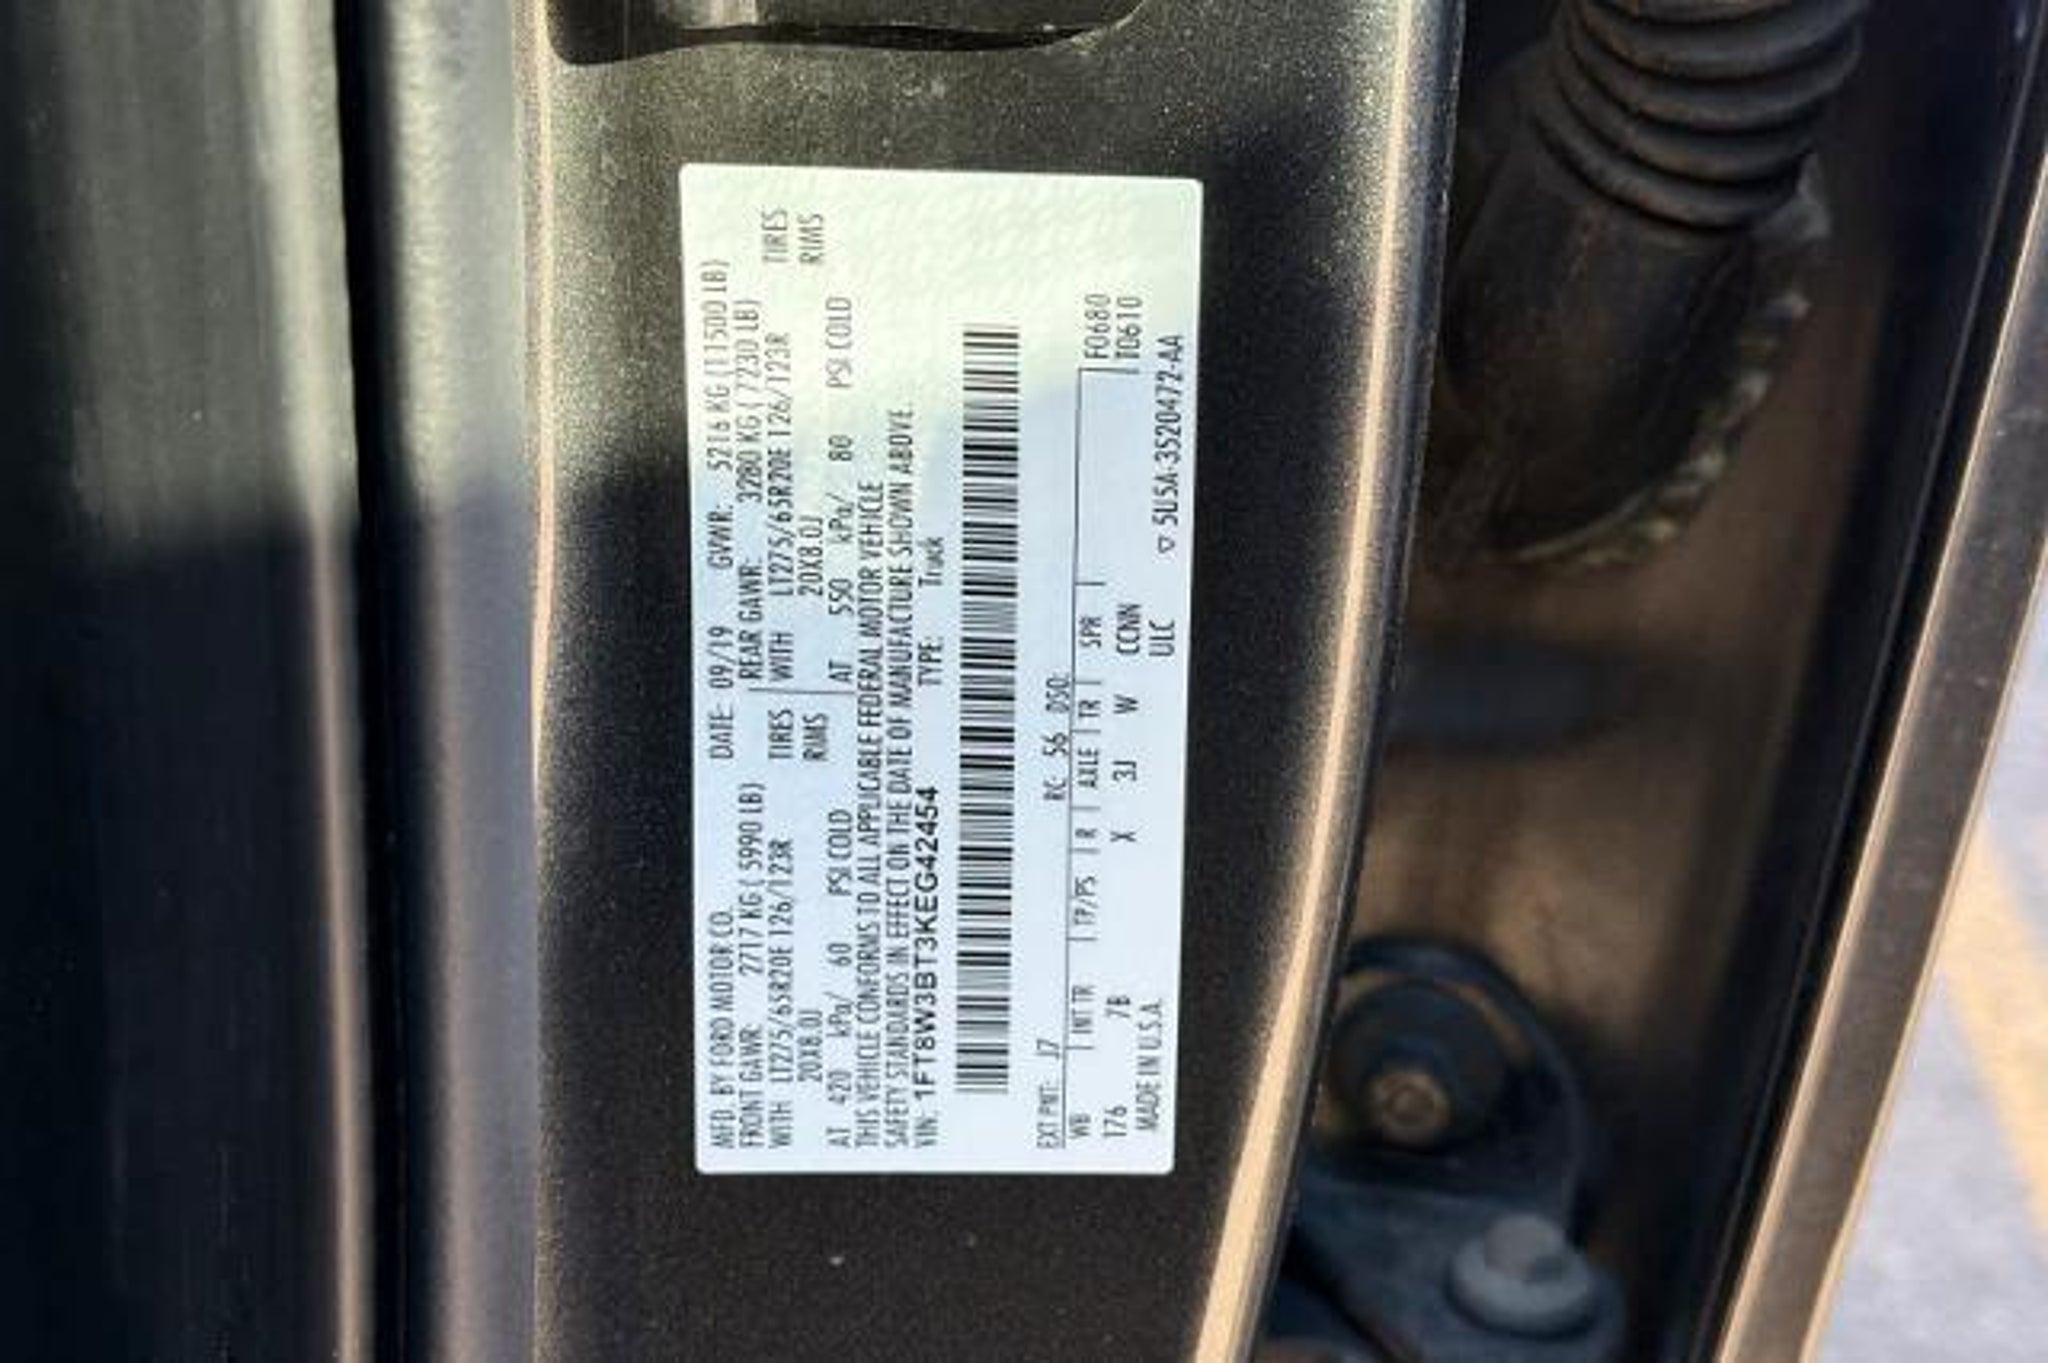 MFD. BY FORD MOTOR CO. DATE: 09/19 GVWR: 5216 KG (11500 LB)
FRONT GAWR: 2717 KG (5990 LB) REAR GAWR: 3280 KG (7230 LB)
WITH LT275/65R20E 126/123R TIRES WITH LT275/65R20E 126/123R TIRES
20X8.0J RIMS 20X8.0J RIMS
AT 420 kPa/ 60 PSI COLD AT 550 kPa/ 80 PSI COLD
THIS VEHICLE CONFORMS TO ALL APPLICABLE FEDERAL MOTOR VEHICLE
SAFETY STANDARDS IN EFFECT ON THE DATE OF MANUFACTURE SHOWN ABOVE.
VIN: 1FT8W3BT3KEG42454 TYPE: Truck
EXT PNT: J7 RC: 56 DSO:
WB INT TR TP/PS R AXLE TR SPR F0680
176 7B X 3J W CCNN T0610
MADE IN U.S.A. ULC ▽ 5U5A-3520472-AA